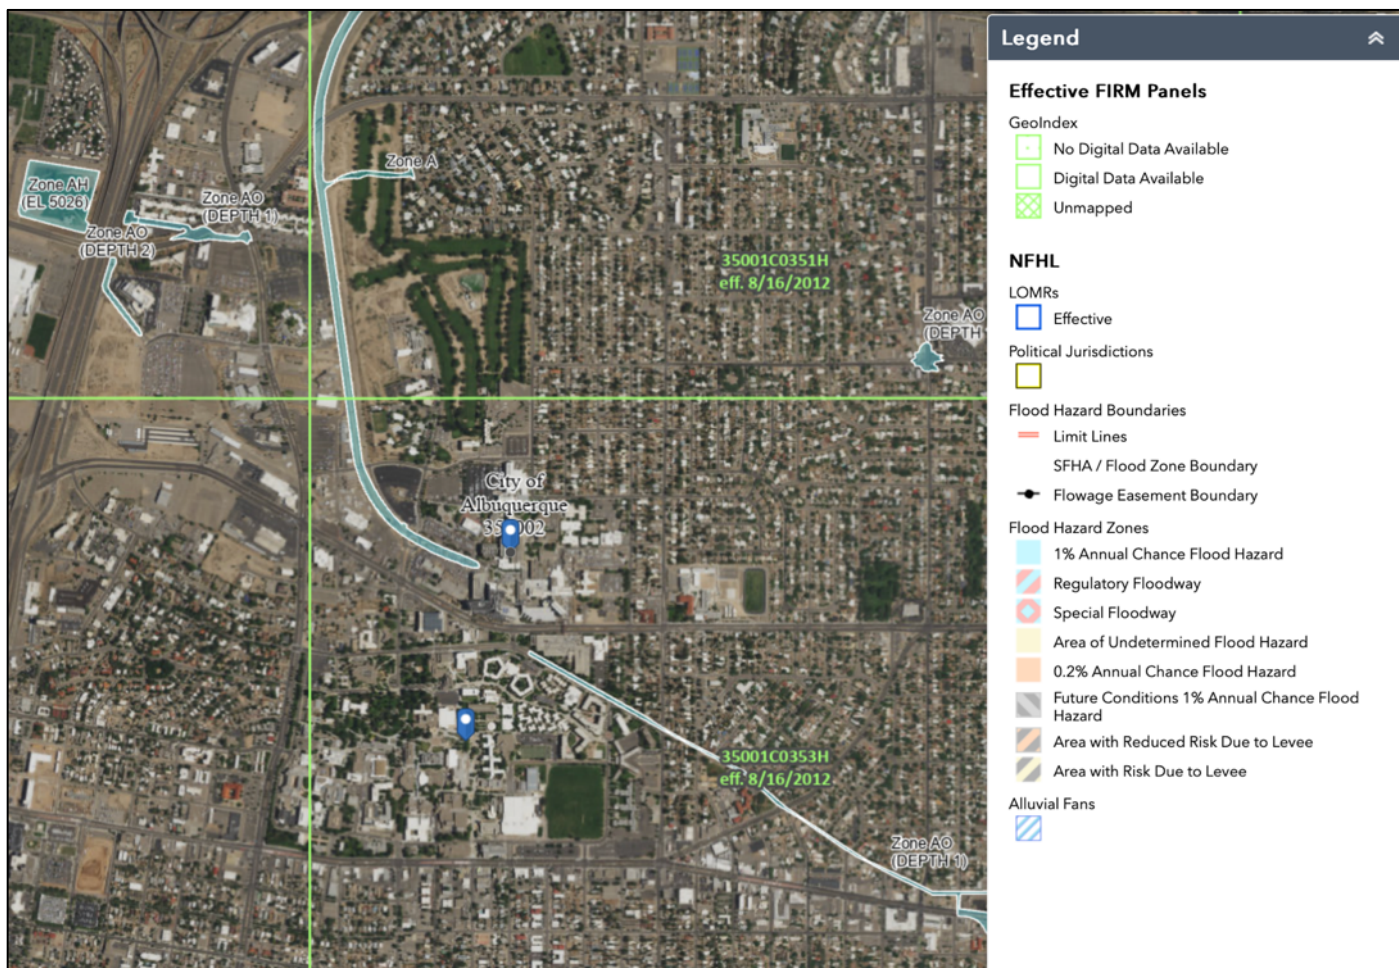 Zone A
Zone AH
(EL 5026)
Zone AO
(DEPTH 1)
Zone AO
(DEPTH 2)
35001C0351H
eff. 8/16/2012
Zone AO
(DEPTH
City of
Albuquerque
35 002
35001C0353H
eff. 8/16/2012
Zone AO
(DEPTH 1)
Legend
Effective FIRM Panels
GeoIndex
No Digital Data Available
Digital Data Available
Unmapped
NFHL
LOMRs
Effective
Political Jurisdictions
Flood Hazard Boundaries
Limit Lines
SFHA / Flood Zone Boundary
Flowage Easement Boundary
Flood Hazard Zones
1% Annual Chance Flood Hazard
Regulatory Floodway
Special Floodway
Area of Undetermined Flood Hazard
0.2% Annual Chance Flood Hazard
Future Conditions 1% Annual Chance Flood
Hazard
Area with Reduced Risk Due to Levee
Area with Risk Due to Levee
Alluvial Fans